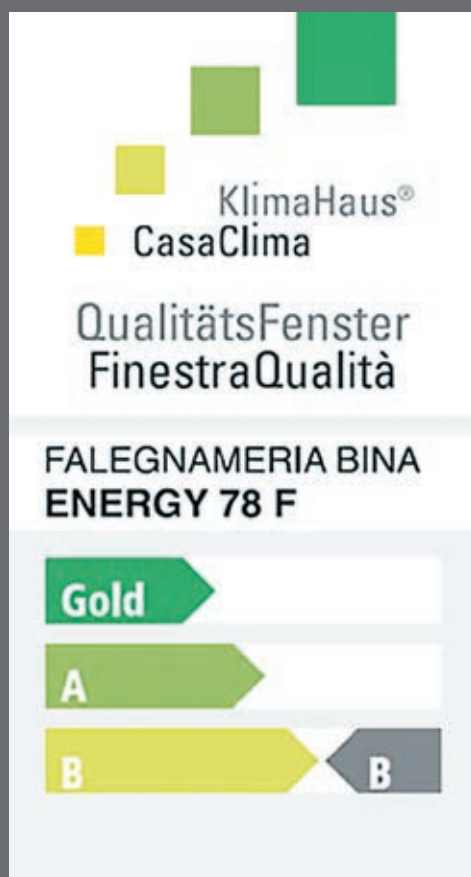 KlimaHaus®
CasaClima
QualitätsFenster
FinestraQualità
FALEGNAMERIA BINA
ENERGY 78 F
Gold
A
B B